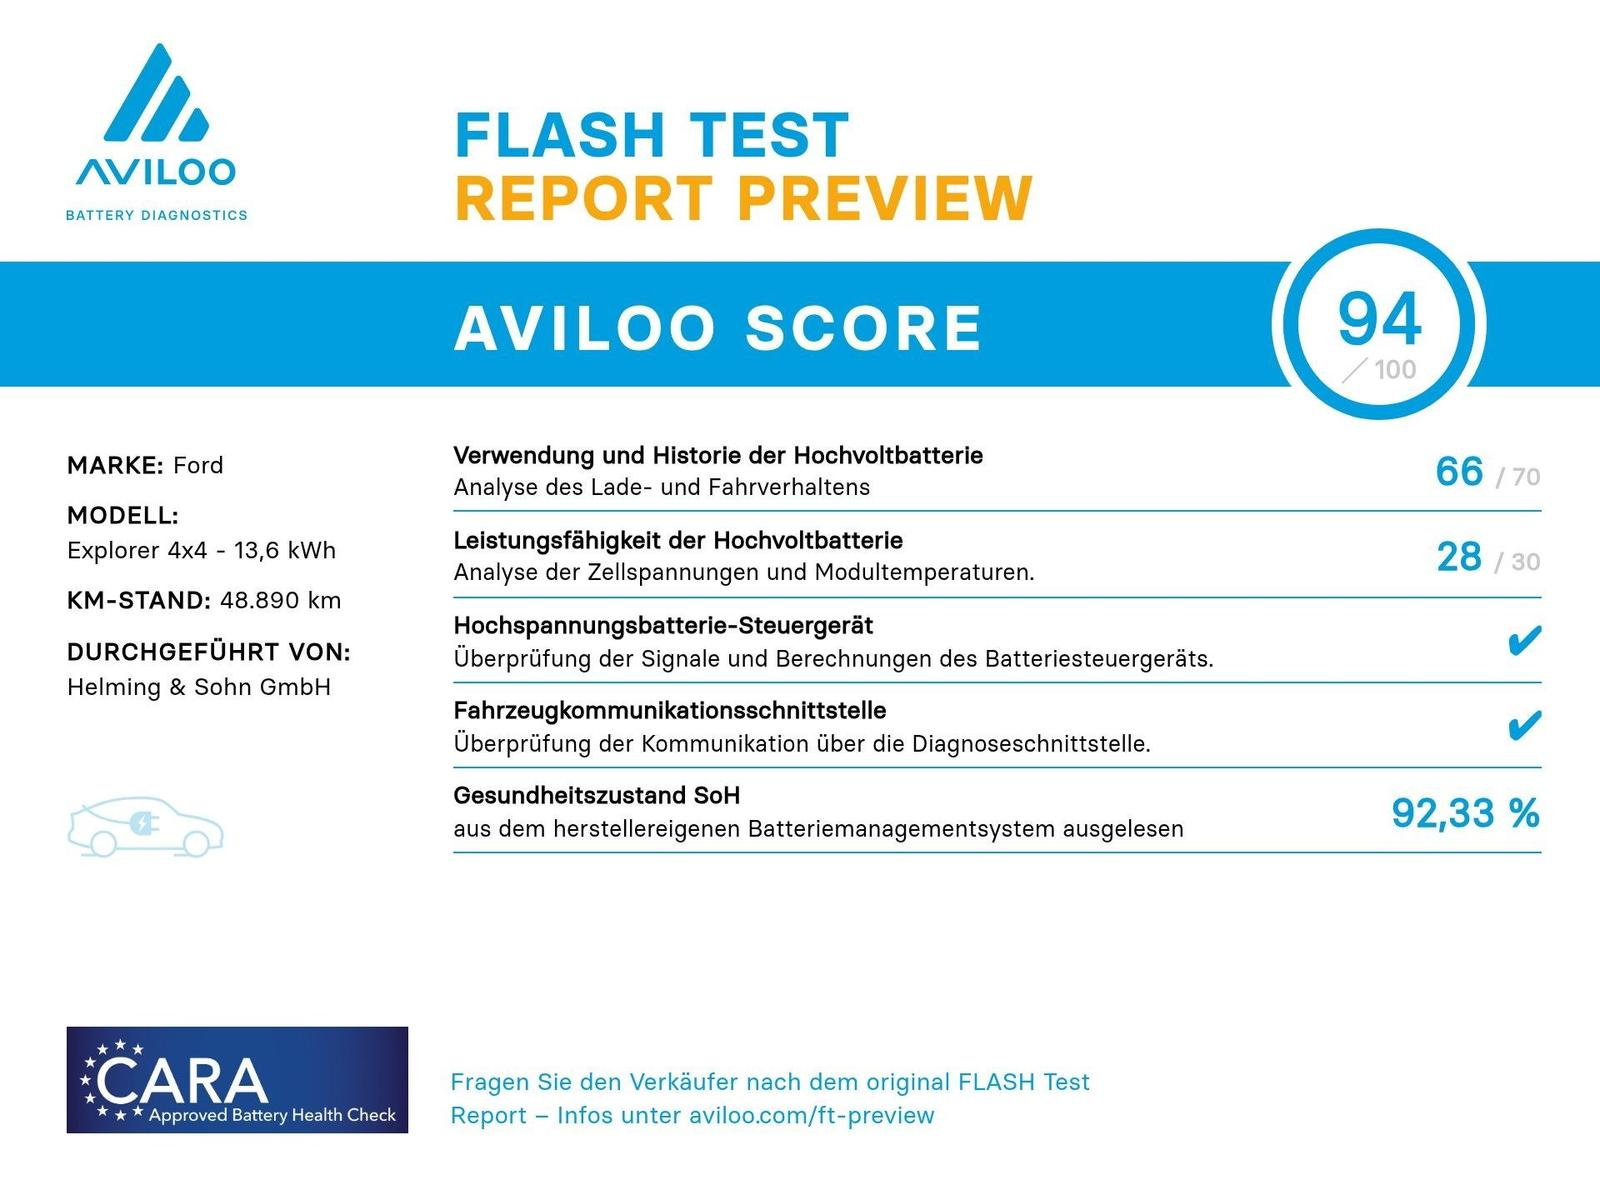 AVILOO
BATTERY DIAGNOSTICS
FLASH TEST
REPORT PREVIEW
AVILOO SCORE
94
/ 100
MARKE: Ford
MODELL:
Explorer 4x4 - 13,6 kWh
KM-STAND: 48.890 km
DURCHGEFÜHRT VON:
Helming & Sohn GmbH
Verwendung und Historie der Hochvoltbatterie
Analyse des Lade- und Fahrverhaltens
66 / 70
Leistungsfähigkeit der Hochvoltbatterie
Analyse der Zellspannungen und Modultemperaturen.
28 / 30
Hochspannungsbatterie-Steuergerät
Überprüfung der Signale und Berechnungen des Batteriesteuergeräts.
✔
Fahrzeugkommunikationsschnittstelle
Überprüfung der Kommunikation über die Diagnoseschnittstelle.
✔
Gesundheitszustand SoH
aus dem herstellereigenen Batteriemanagementsystem ausgelesen
92,33 %
CARA
Approved Battery Health Check
Fragen Sie den Verkäufer nach dem original FLASH Test
Report – Infos unter aviloo.com/ft-preview